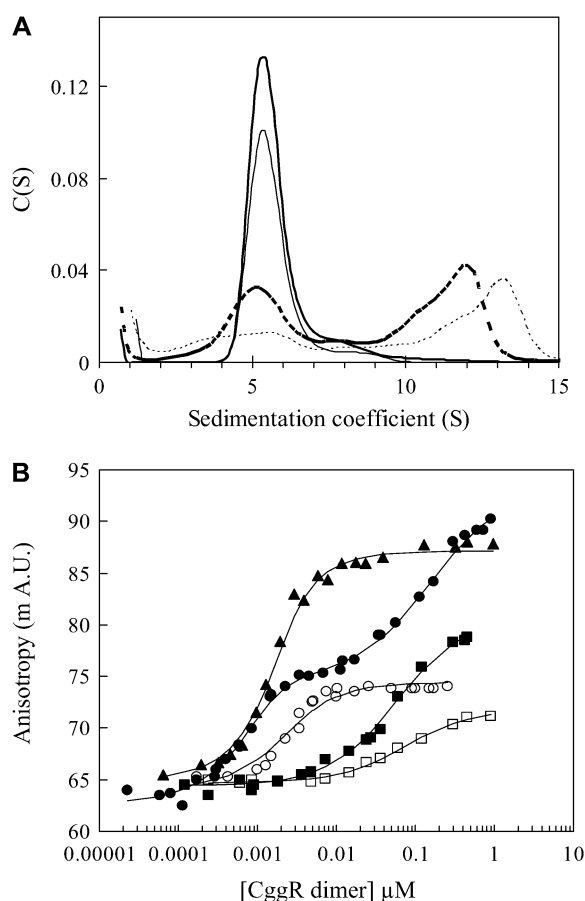 A
0.12
0.08
0.04
0
C(S)
0 5 10 15
Sedimentation coefficient (S)
B
95
90
85
80
75
70
65
60
Anisotropy (m A.U.)
0.00001 0.0001 0.001 0.01 0.1 1 10
[CggR dimer] µM